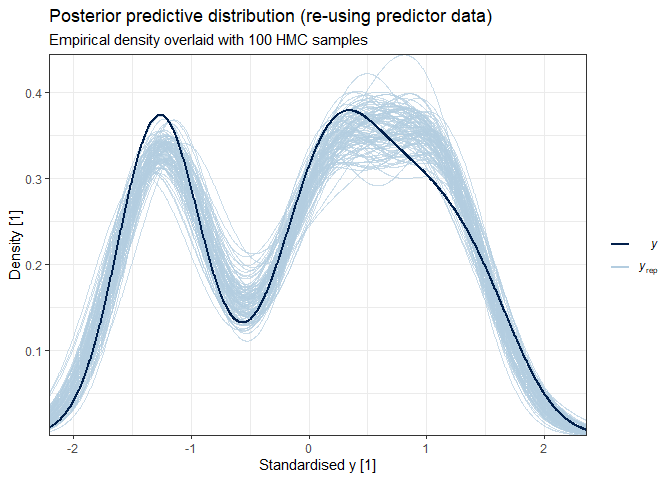 Posterior predictive distribution (re-using predictor data)
Empirical density overlaid with 100 HMC samples
Density [1]
0.4
0.3
0.2
0.1
-2 -1 0 1 2
Standardised y [1]
y
y rep